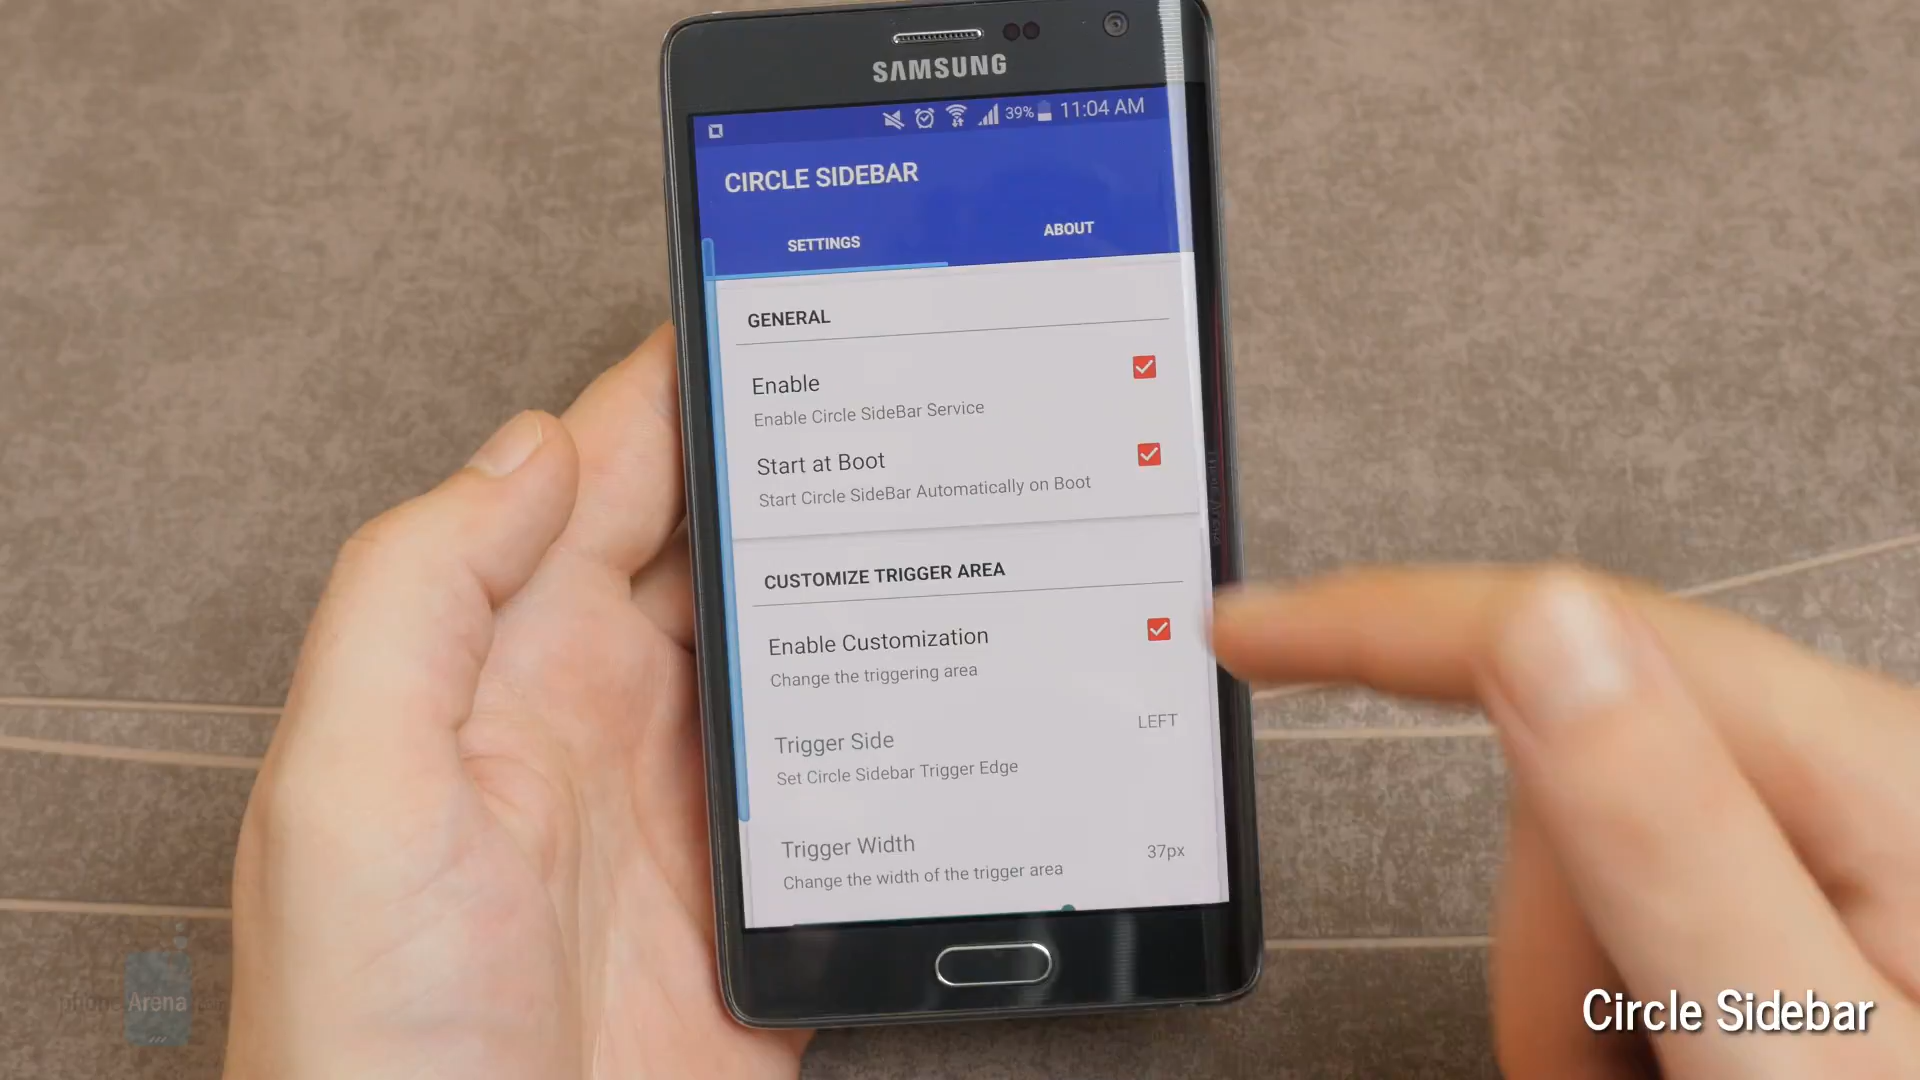 SAMSUNG
39% 11:04 AM
CIRCLE SIDEBAR
SETTINGS
ABOUT
GENERAL
Enable
Enable Circle SideBar Service
Start at Boot
Start Circle SideBar Automatically on Boot
CUSTOMIZE TRIGGER AREA
Enable Customization
Change the triggering area
Trigger Side
LEFT
Set Circle Sidebar Trigger Edge
Trigger Width
37px
Change the width of the trigger area
phone Arena
Circle Sidebar